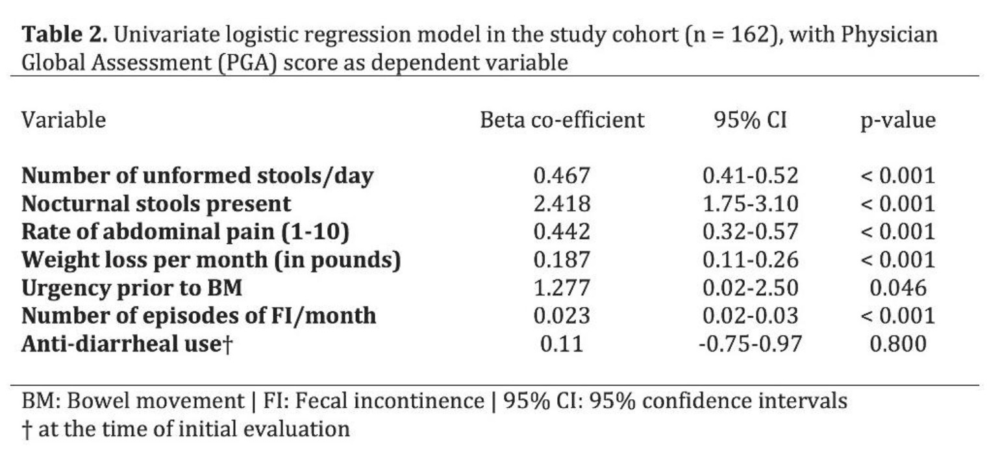 Table 2. Univariate logistic regression model in the study cohort (n = 162), with Physician
Global Assessment (PGA) score as dependent variable
Variable Beta co-efficient 95% CI p-value
Number of unformed stools/day 0.467 0.41-0.52 < 0.001
Nocturnal stools present 2.418 1.75-3.10 < 0.001
Rate of abdominal pain (1-10) 0.442 0.32-0.57 < 0.001
Weight loss per month (in pounds) 0.187 0.11-0.26 < 0.001
Urgency prior to BM 1.277 0.02-2.50 0.046
Number of episodes of FI/month 0.023 0.02-0.03 < 0.001
Anti-diarrheal use† 0.11 -0.75-0.97 0.800
BM: Bowel movement | FI: Fecal incontinence | 95% CI: 95% confidence intervals
† at the time of initial evaluation